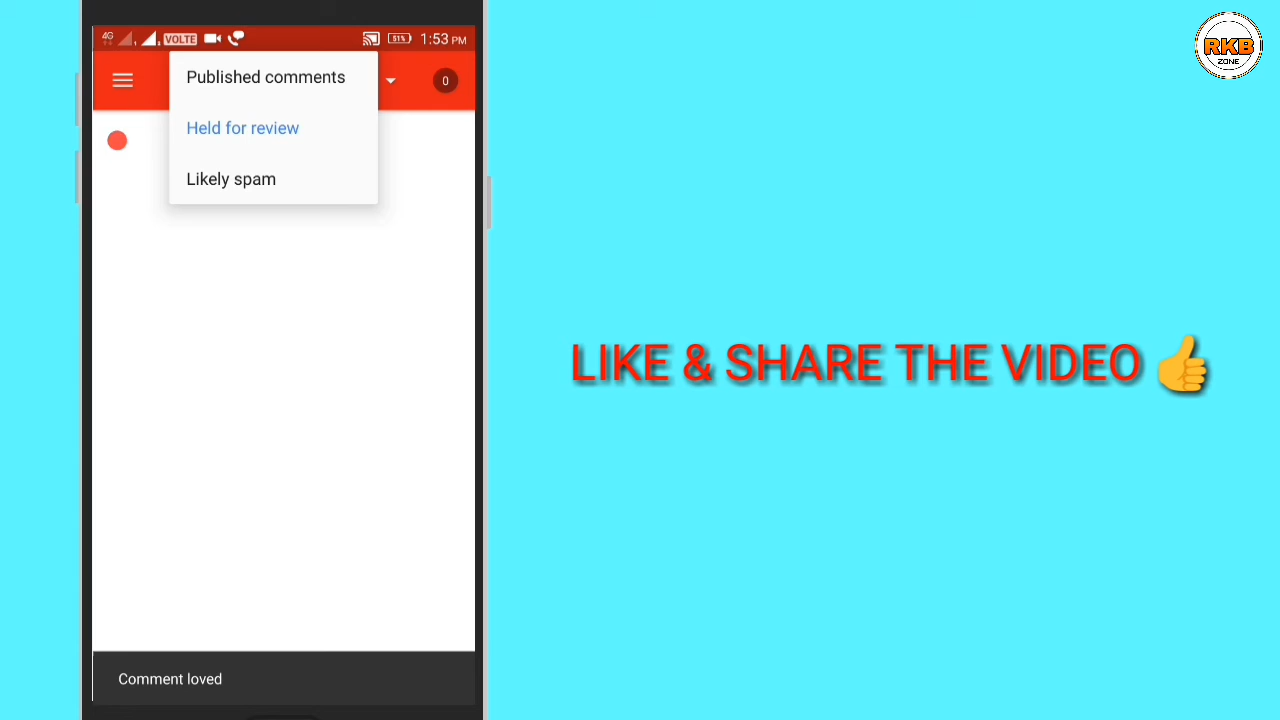 4G VOLTE 51% 1:53 PM
Published comments
0
Held for review
Likely spam
Comment loved
LIKE & SHARE THE VIDEO 👍
RKB
ZONE